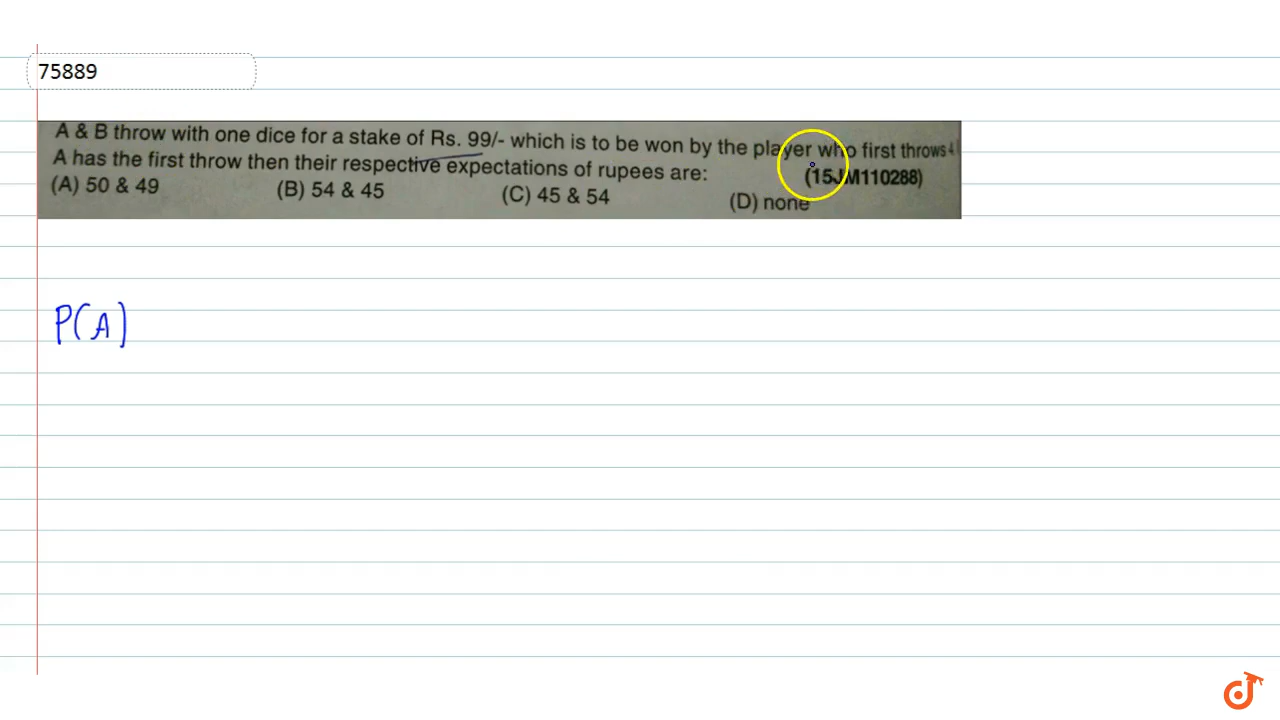 75889
A & B throw with one dice for a stake of Rs. 99/- which is to be won by the player who first throws 4
A has the first throw then their respective expectations of rupees are: (15JM110288)
(A) 50 & 49 (B) 54 & 45 (C) 45 & 54 (D) none
P(A)